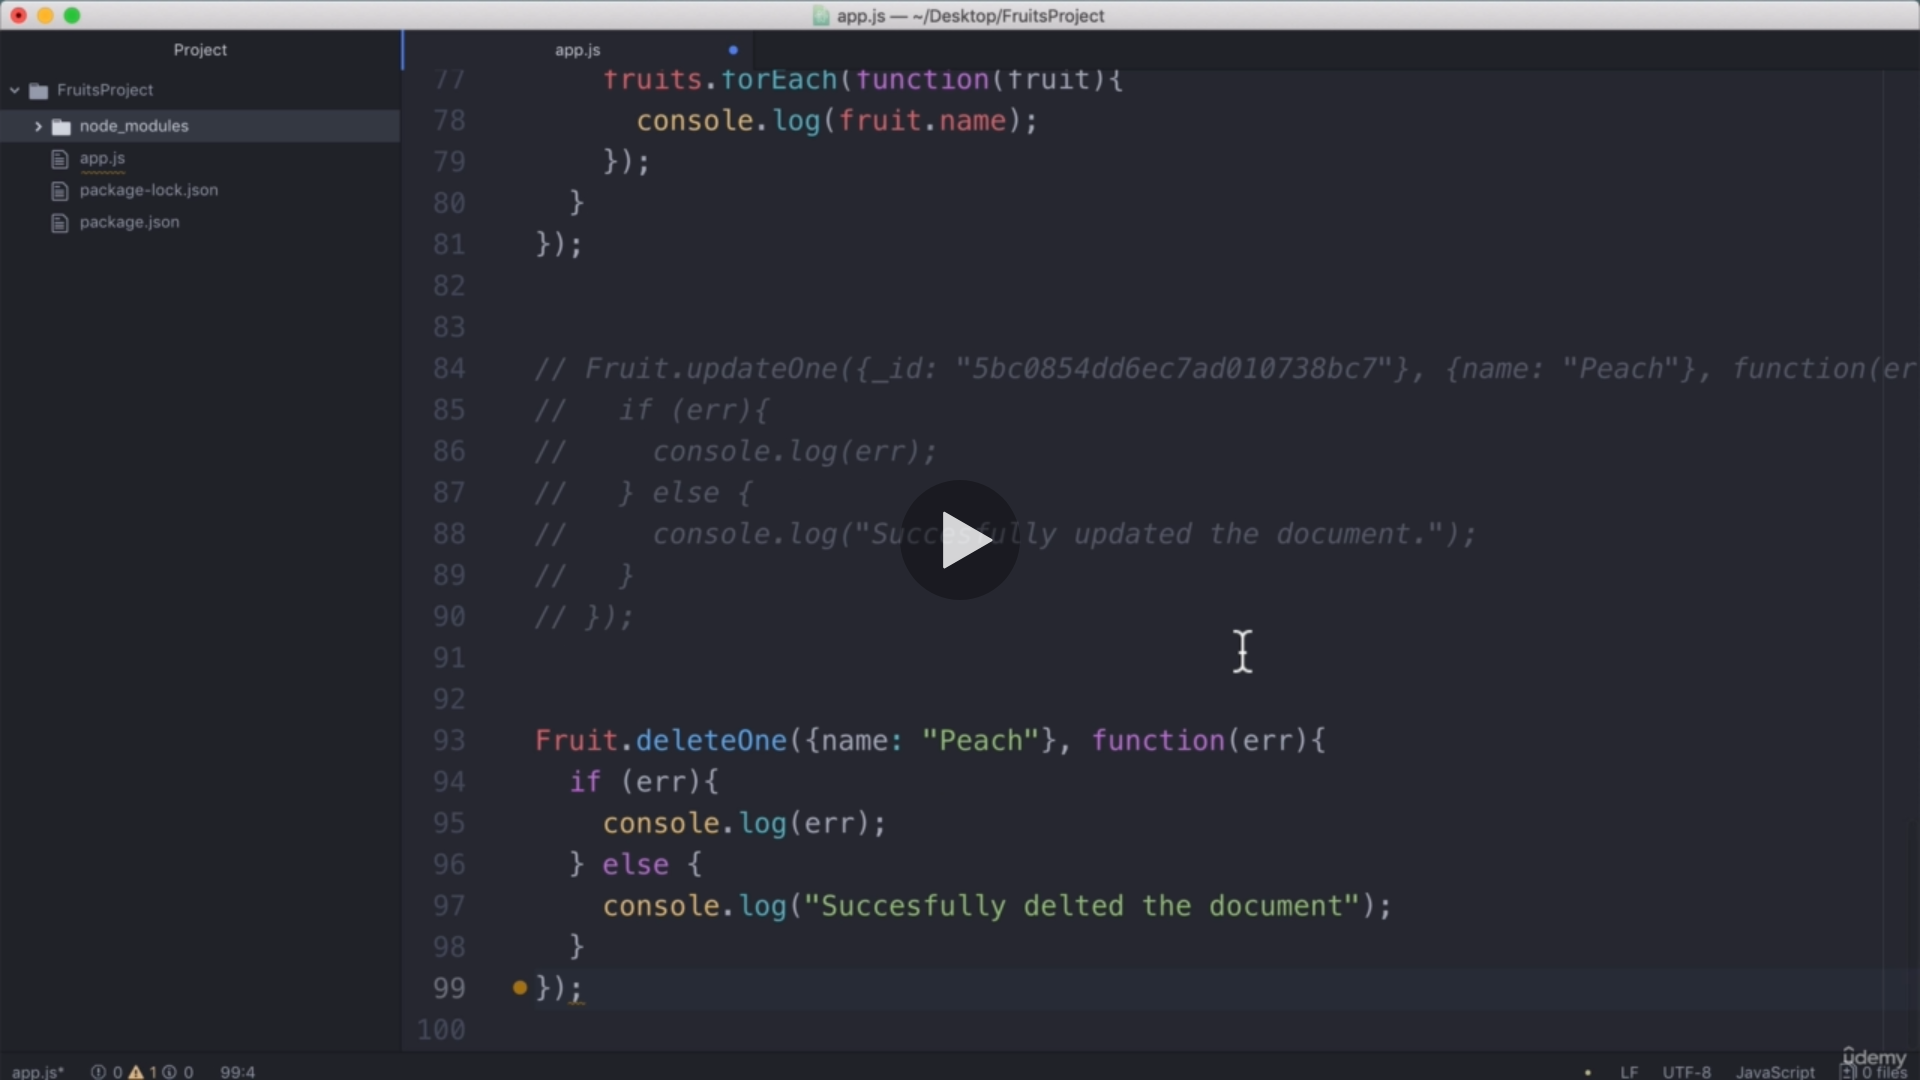 app.js — ~/Desktop/FruitsProject
Project
FruitsProject
node_modules
app.js
package-lock.json
package.json
app.js
77 fruits.forEach(function(fruit){
78 console.log(fruit.name);
79 });
80 }
81 });
82
83
84 // Fruit.updateOne({_id: "5bc0854dd6ec7ad010738bc7"}, {name: "Peach"}, function(er
85 // if (err){
86 // console.log(err);
87 // } else {
88 // console.log("Succesfully updated the document.");
89 // }
90 // });
91
92
93 Fruit.deleteOne({name: "Peach"}, function(err){
94 if (err){
95 console.log(err);
96 } else {
97 console.log("Succesfully delted the document");
98 }
99 });
100
app.js* 0 1 0 99:4 LF UTF-8 JavaScript 0 files
ûdemy